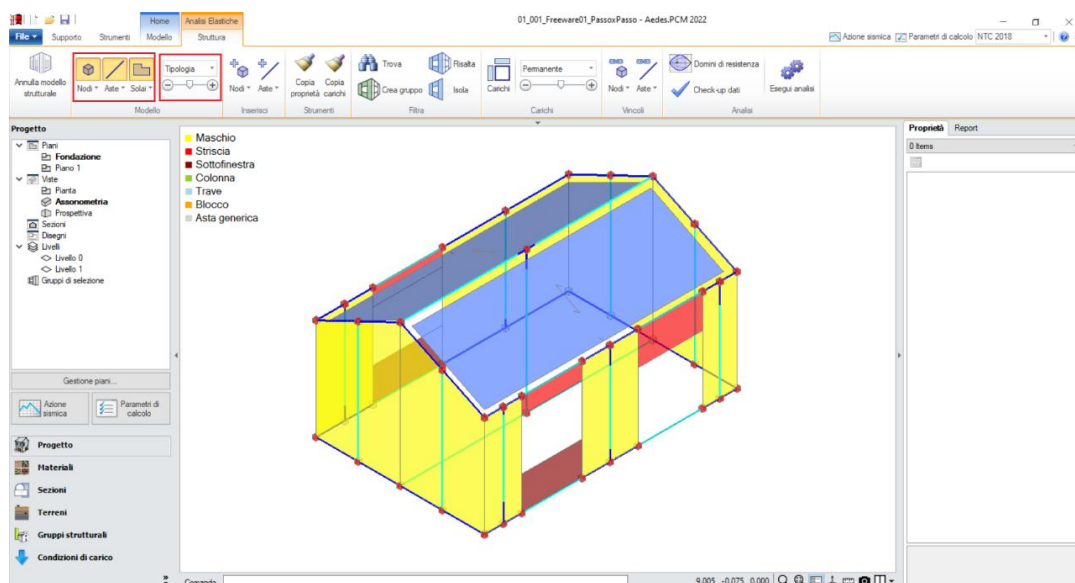 Home Analisi Elastiche
01_001_Freeware01_PassoxPasso - Aedes.PCM 2022
File Supporto Strumenti Modello Struttura
Azione sismica Parametri di calcolo NTC 2018
Annulla modello strutturale
Nodi Aste Solai
Tipologia
Nodi Aste
Copia proprietà
Copia carichi
Trova
Crea gruppo
Risalta
Isola
Carichi
Permanente
Nodi Aste
Domini di resistenza
Check-up dati
Esegui analisi
Modello Inserisci Strumenti Filtra Carichi Vincoli Analisi
Progetto
Piani
Fondazione
Piano 1
Viste
Pianta
Assonometria
Prospettiva
Sezioni
Disegni
Livelli
Livello 0
Livello 1
Gruppi di selezione
Gestione piani...
Azione sismica
Parametri di calcolo
Progetto
Materiali
Sezioni
Terreni
Gruppi strutturali
Condizioni di carico
Maschio
Striscia
Sottofinestra
Colonna
Trave
Blocco
Asta generica
Proprietà Report
0 Items
Comando
9.005 -0.075 0.000